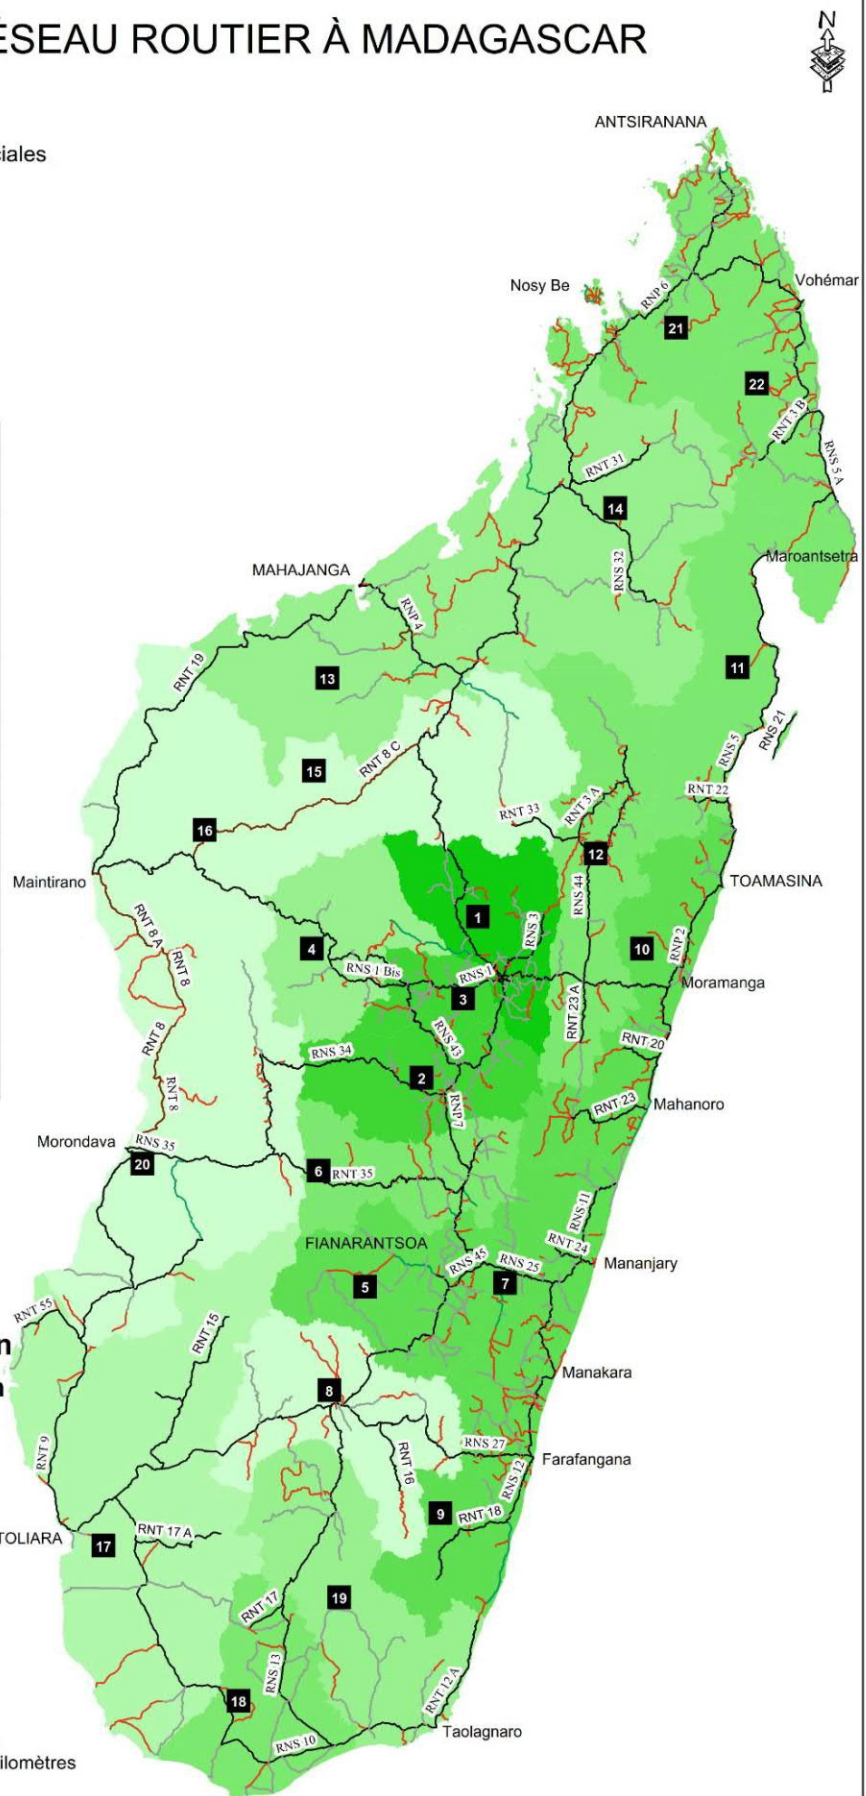 ÉSEAU ROUTIER À MADAGASCAR
N
ANTSIRANANA
iales
Nosy Be
Vohémar
RNP 6
21
22
RNT 3 B
RNS 5 A
RNT 31
14
RNS 32
Maroantsetra
MAHAJANGA
RNP 4
RNT 19
13
11
RNS 21
RNS 5
15
RNT 8 C
RNT 22
RNT 3 A
RNT 33
16
12
Maintirano
TOAMASINA
RNS 44
1
RNT 8 A
RNS 3
4
10
RNP 2
RNT 8
RNS 1 Bis
RNS 1
Moramanga
3
RNT 23 A
RNT 8
RNS 43
RNT 20
RNS 34
2
RNT 8
RNP 7
RNT 23
Mahanoro
Morondava
RNS 35
20
6
RNT 35
RNS 11
FIANARANTSOA
RNT 24
RNS 45
RNS 25
Mananjary
5
7
RNT 55
RNT 15
n
Manakara
8
RNT 9
RNT 16
RNS 27
Farafangana
RNS 12
9
RNT 18
TOLIARA
17
RNT 17 A
19
RNT 17
RNS 13
18
RNT 12 A
Taolagnaro
RNS 10
ilomètres